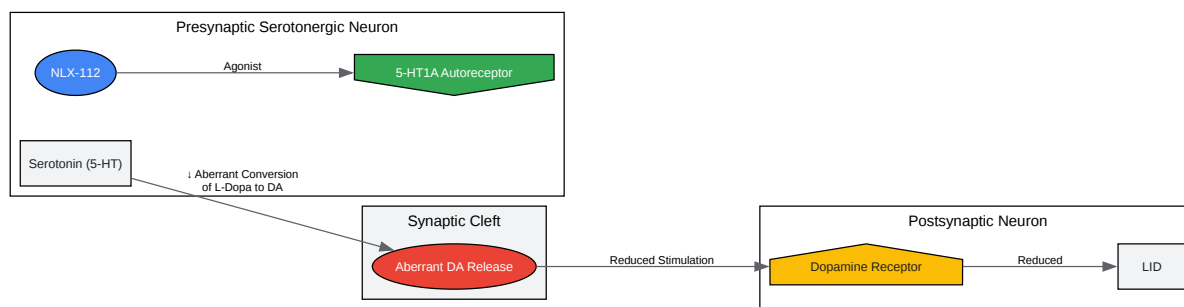 Presynaptic Serotonergic Neuron
NLX-112
Agonist
5-HT1A Autoreceptor
Serotonin (5-HT)
↓ Aberrant Conversion
of L-Dopa to DA
Synaptic Cleft
Aberrant DA Release
Reduced Stimulation
Postsynaptic Neuron
Dopamine Receptor
Reduced
LID